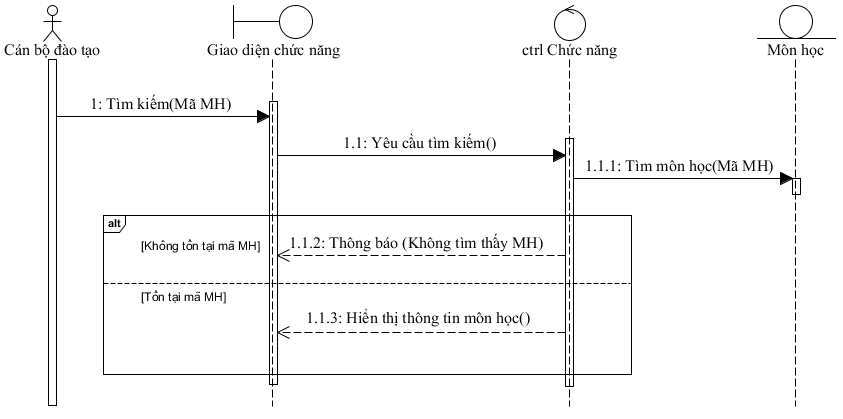 Cán bộ đào tạo
Giao diện chức năng
ctrl Chức năng
Môn học
1: Tìm kiếm(Mã MH)
1.1: Yêu cầu tìm kiếm()
1.1.1: Tìm môn học(Mã MH)
alt
[Không tồn tại mã MH]
1.1.2: Thông báo (Không tìm thấy MH)
[Tồn tại mã MH]
1.1.3: Hiển thị thông tin môn học()